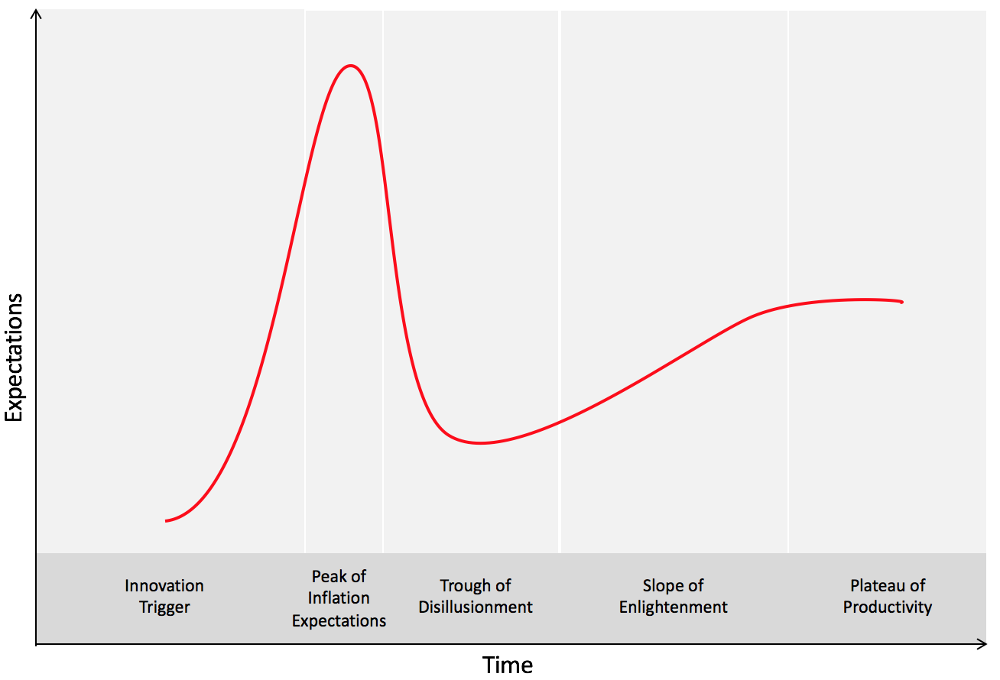 Expectations
Innovation
Trigger
Peak of
Inflation
Expectations
Trough of
Disillusionment
Slope of
Enlightenment
Plateau of
Productivity
Time